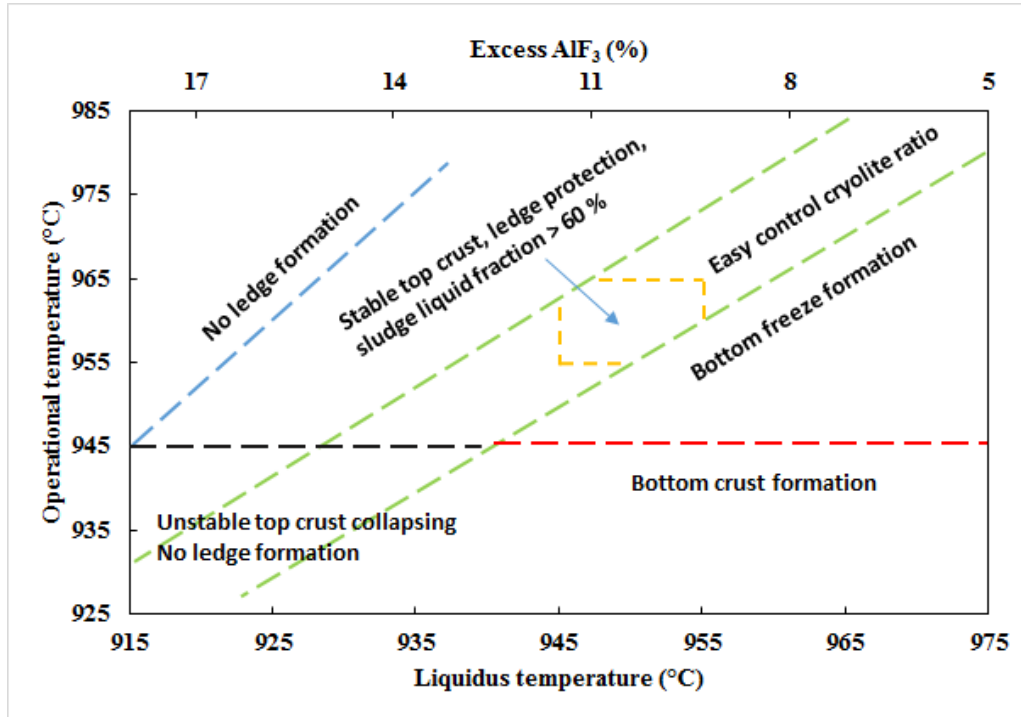 Excess AlF₃ (%)
17 14 11 8 5
985
975
965
955
945
935
925
Operational temperature (°C)
No ledge formation
Stable top crust, ledge protection,
sludge liquid fraction > 60 %
Easy control cryolite ratio
Bottom freeze formation
Bottom crust formation
Unstable top crust collapsing
No ledge formation
915 925 935 945 955 965 975
Liquidus temperature (°C)